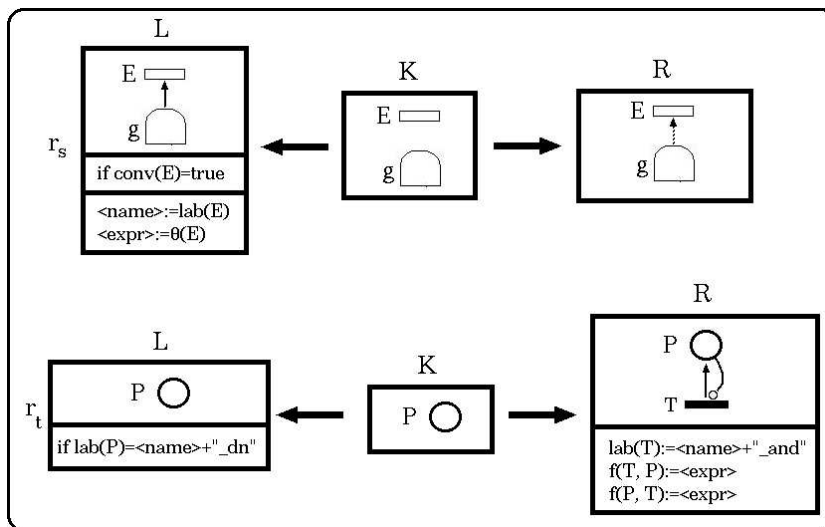 L
K
R
E
g
E
g
E
g
r_s
if conv(E)=true
<name>:=lab(E)
<expr>:=θ(E)
L
K
R
P
P
P
T
r_t
if lab(P)=<name>+"_dn"
lab(T):=<name>+"_and"
f(T, P):=<expr>
f(P, T):=<expr>